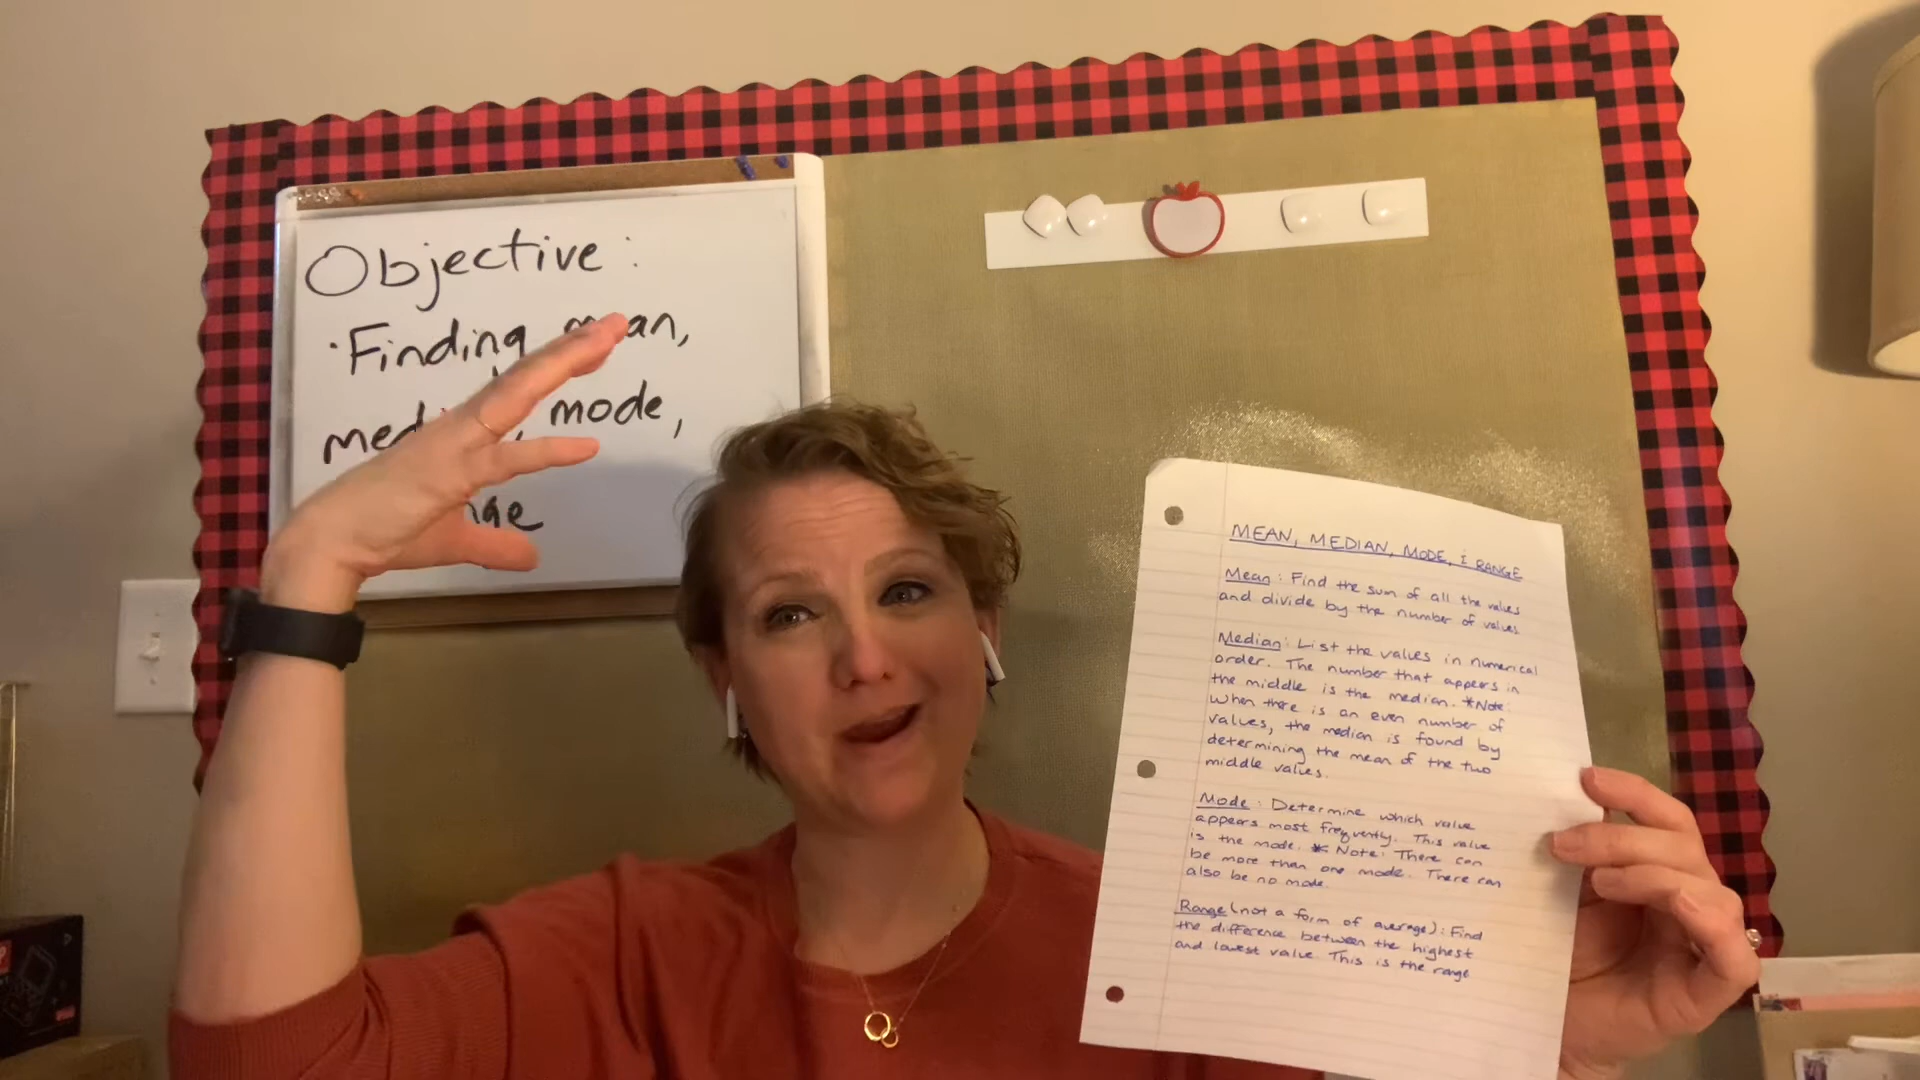 Objective:
· Finding mean,
mode,
MEAN, MEDIAN, MODE, & RANGE
Mean: Find the sum of all the values
and divide by the number of values
Median: List the values in numerical
order. The number that appears in
the middle is the median. *Note:
When there is an even number of
values, the median is found by
determining the mean of the two
middle values.
Mode: Determine which value
appears most frequently. This value
is the mode. * Note: There can
be more than one mode. There can
also be no mode.
Range (not a form of average): Find
the difference between the highest
and lowest value. This is the range